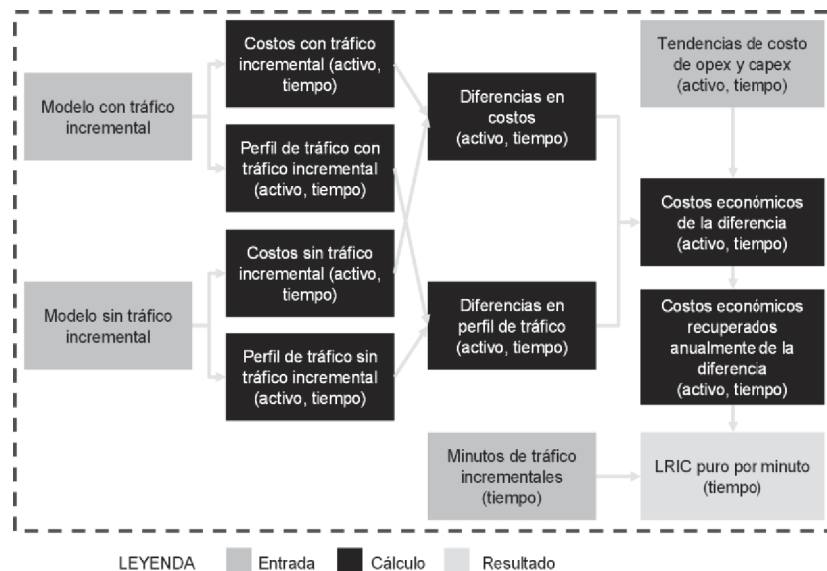 Modelo con tráfico
incremental
Costos con tráfico
incremental (activo,
tiempo)
Perfil de tráfico con
tráfico incremental
(activo, tiempo)
Modelo sin tráfico
incremental
Costos sin tráfico
incremental (activo,
tiempo)
Perfil de tráfico sin
tráfico incremental
(activo, tiempo)
Diferencias en
costos
(activo, tiempo)
Diferencias en
perfil de tráfico
(activo, tiempo)
Tendencias de costo
de opex y capex
(activo, tiempo)
Costos económicos
de la diferencia
(activo, tiempo)
Costos económicos
recuperados
anualmente de la
diferencia
(activo, tiempo)
Minutos de tráfico
incrementales
(tiempo)
LRIC puro por minuto
(tiempo)
LEYENDA
Entrada
Cálculo
Resultado